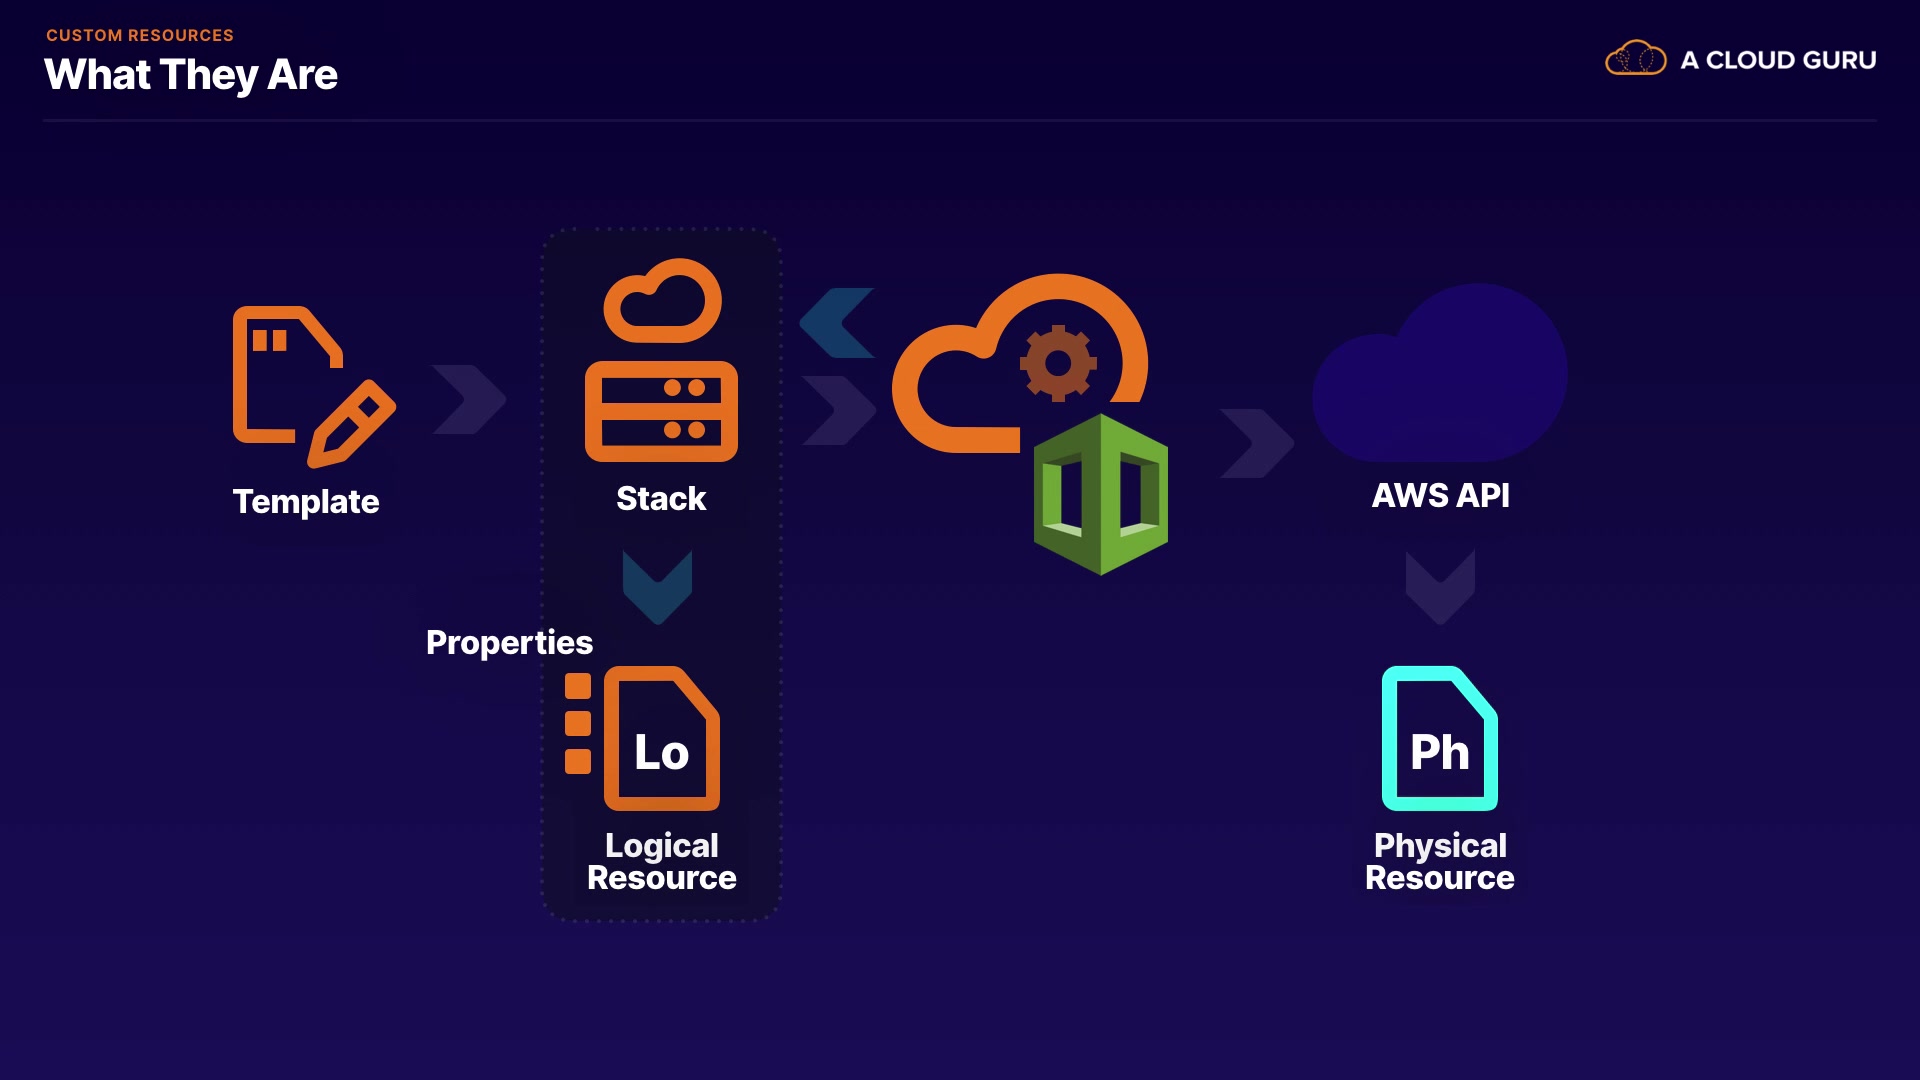 CUSTOM RESOURCES
What They Are
A CLOUD GURU
Template
Stack
AWS API
Properties
Lo
Ph
Logical
Resource
Physical
Resource